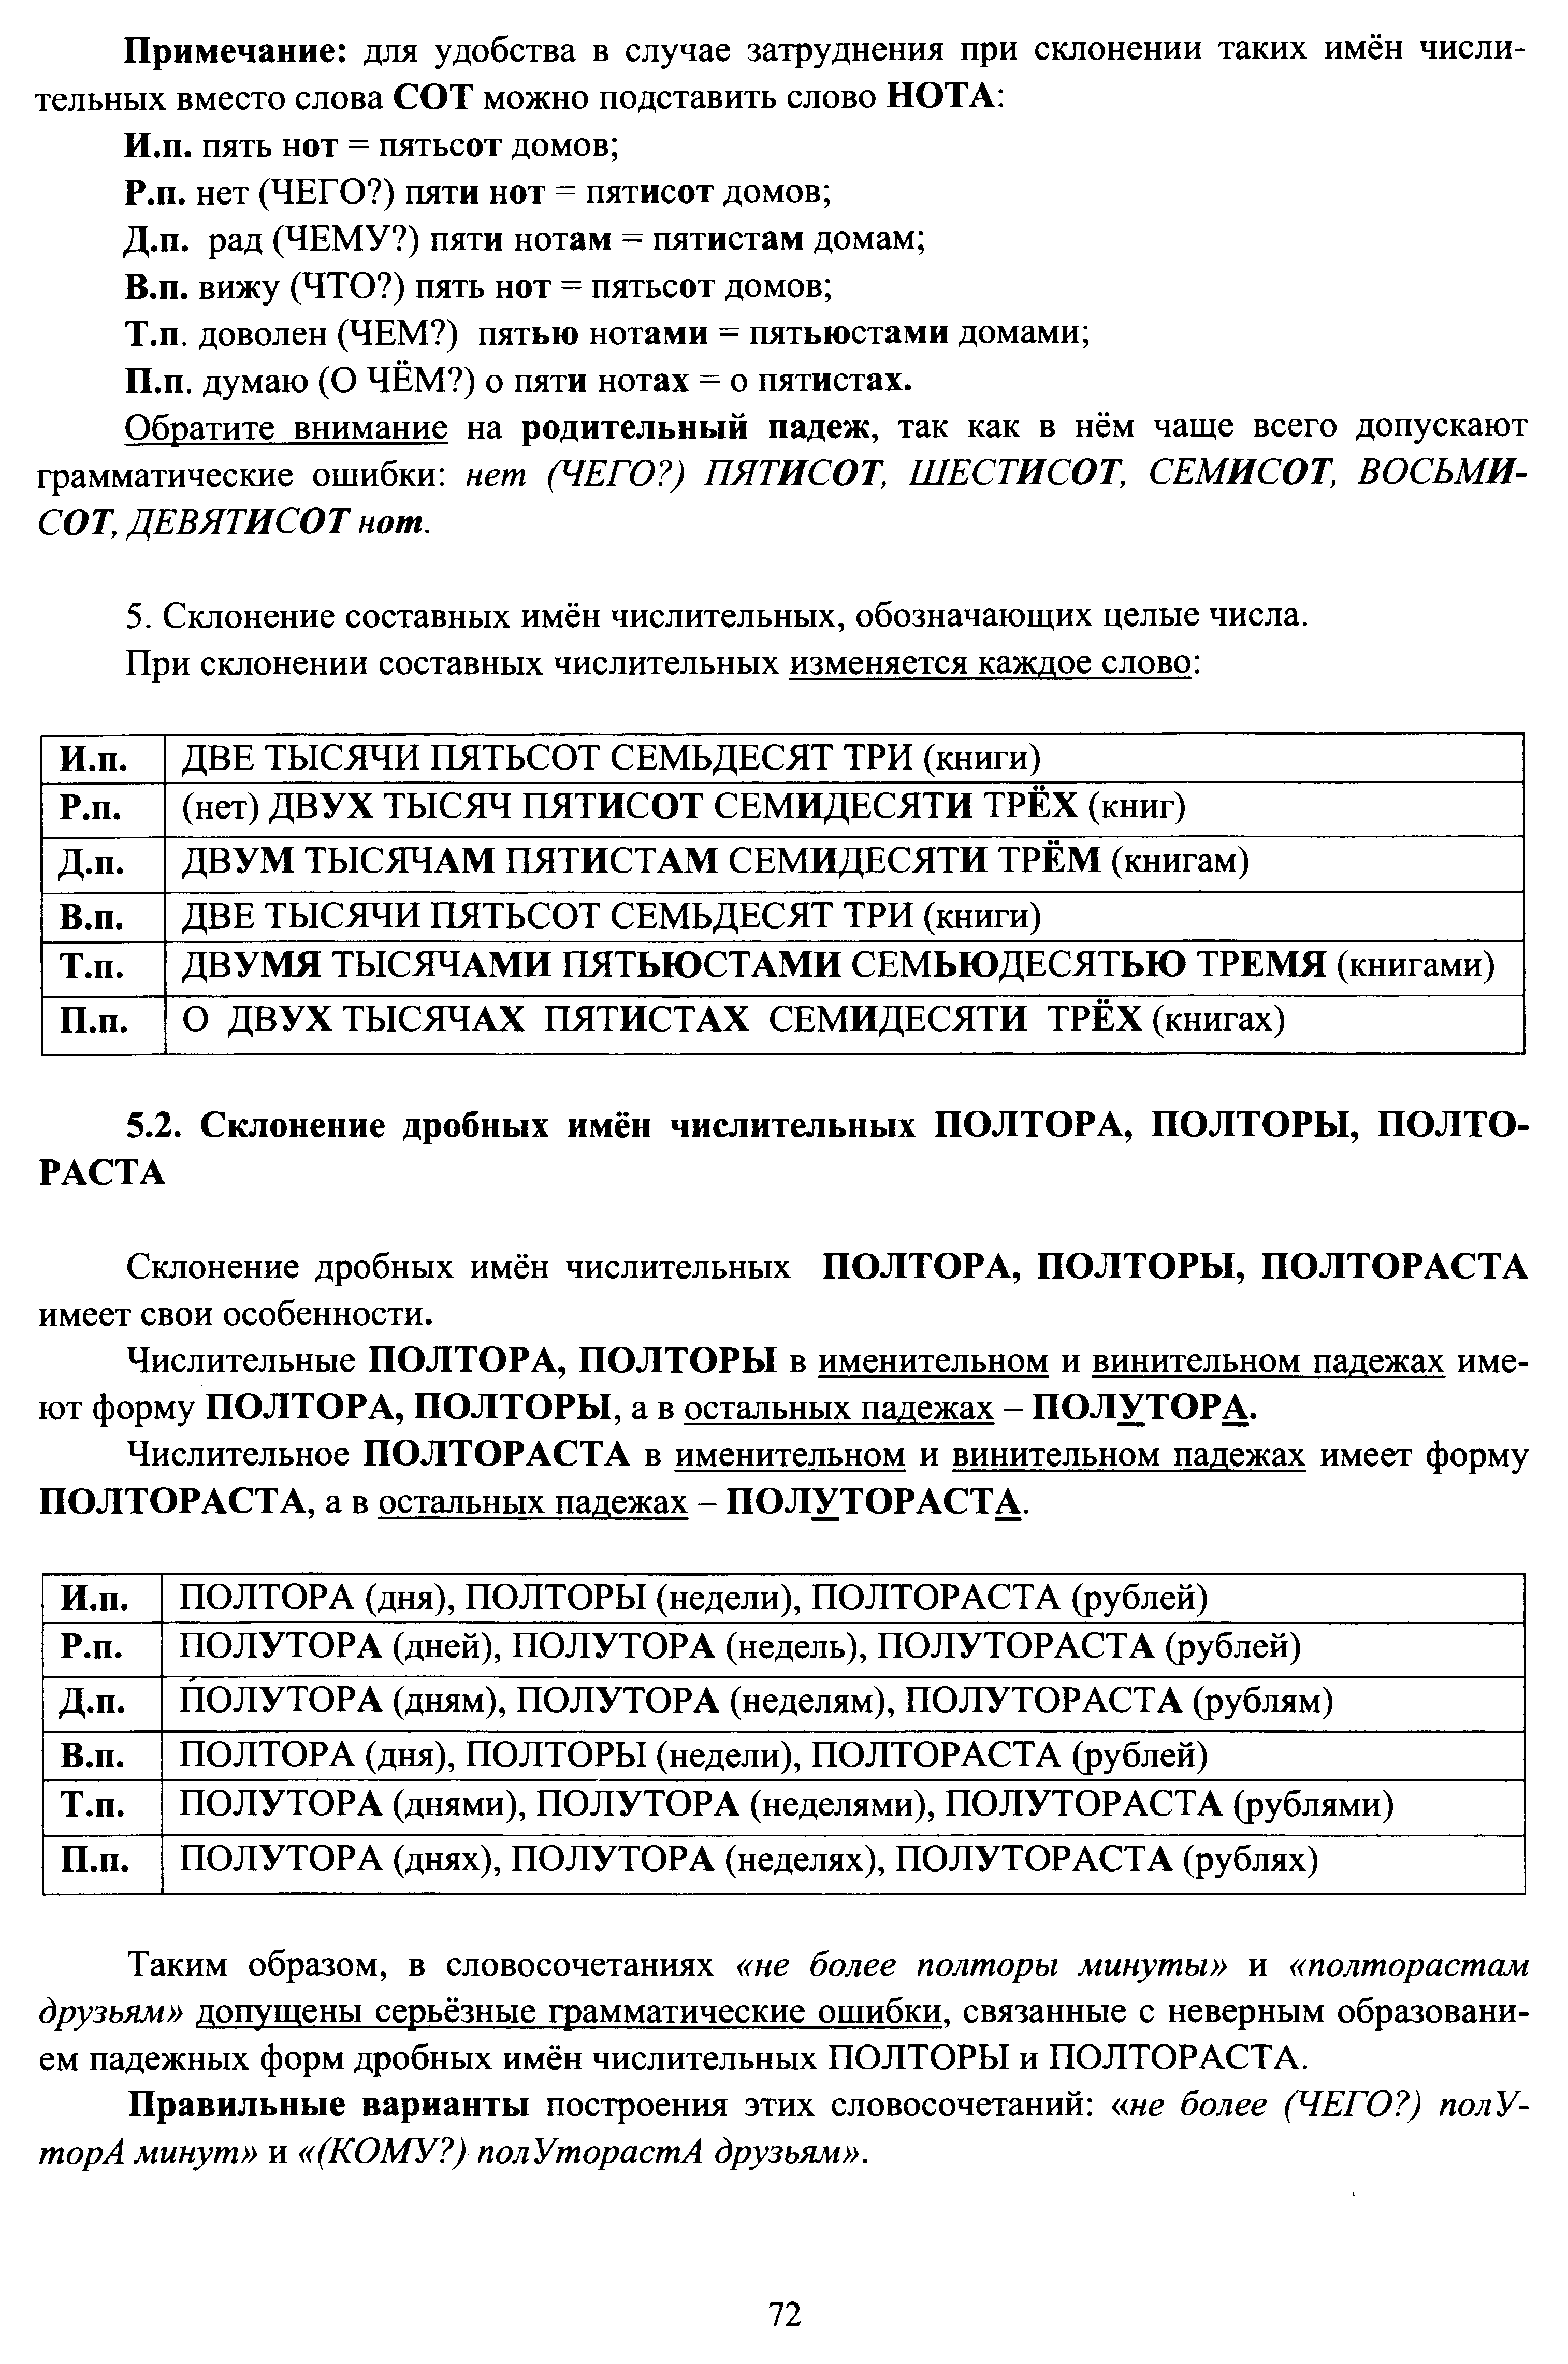 Примечание: для удобства в случае затруднения при склонении таких имён числи-
тельных вместо слова СОТ можно подставить слово НОТА:
И.п. пять нот = пятьсот домов;
Р.п. нет (ЧЕГО?) пяти нот = пятисот домов;
Д.п. рад (ЧЕМУ?) пяти нотам = пятистам домам;
В.п. вижу (ЧТО?) пять нот = пятьсот домов;
Т.п. доволен (ЧЕМ?) пятью нотами = пятьюстами домами;
П.п. думаю (О ЧЁМ?) о пяти нотах = о пятистах.
Обратите внимание на родительный падеж, так как в нём чаще всего допускают
грамматические ошибки: нет (ЧЕГО?) ПЯТИСОТ, ШЕСТИСОТ, СЕМИСОТ, ВОСЬМИ-
СОТ, ДЕВЯТИСОТ нот.
5. Склонение составных имён числительных, обозначающих целые числа.
При склонении составных числительных изменяется каждое слово:
И.п. ДВЕ ТЫСЯЧИ ПЯТЬСОТ СЕМЬДЕСЯТ ТРИ (книги)
Р.п. (нет) ДВУХ ТЫСЯЧ ПЯТИСОТ СЕМИДЕСЯТИ ТРЁХ (книг)
Д.п. ДВУМ ТЫСЯЧАМ ПЯТИСТАМ СЕМИДЕСЯТИ ТРЁМ (книгам)
В.п. ДВЕ ТЫСЯЧИ ПЯТЬСОТ СЕМЬДЕСЯТ ТРИ (книги)
Т.п. ДВУМЯ ТЫСЯЧАМИ ПЯТЬЮСТАМИ СЕМЬЮДЕСЯТЬЮ ТРЕМЯ (книгами)
П.п. О ДВУХ ТЫСЯЧАХ ПЯТИСТАХ СЕМИДЕСЯТИ ТРЁХ (книгах)
5.2. Склонение дробных имён числительных ПОЛТОРА, ПОЛТОРЫ, ПОЛТО-
РАСТА
Склонение дробных имён числительных ПОЛТОРА, ПОЛТОРЫ, ПОЛТОРАСТА
имеет свои особенности.
Числительные ПОЛТОРА, ПОЛТОРЫ в именительном и винительном падежах име-
ют форму ПОЛТОРА, ПОЛТОРЫ, а в остальных падежах – ПОЛУТОРА.
Числительное ПОЛТОРАСТА в именительном и винительном падежах имеет форму
ПОЛТОРАСТА, а в остальных падежах – ПОЛУТОРАСТА.
И.п. ПОЛТОРА (дня), ПОЛТОРЫ (недели), ПОЛТОРАСТА (рублей)
Р.п. ПОЛУТОРА (дней), ПОЛУТОРА (недель), ПОЛУТОРАСТА (рублей)
Д.п. ПОЛУТОРА (дням), ПОЛУТОРА (неделям), ПОЛУТОРАСТА (рублям)
В.п. ПОЛТОРА (дня), ПОЛТОРЫ (недели), ПОЛТОРАСТА (рублей)
Т.п. ПОЛУТОРА (днями), ПОЛУТОРА (неделями), ПОЛУТОРАСТА (рублями)
П.п. ПОЛУТОРА (днях), ПОЛУТОРА (неделях), ПОЛУТОРАСТА (рублях)
Таким образом, в словосочетаниях «не более полторы минуты» и «полторастам
друзьям» допущены серьёзные грамматические ошибки, связанные с неверным образовани-
ем падежных форм дробных имён числительных ПОЛТОРЫ и ПОЛТОРАСТА.
Правильные варианты построения этих словосочетаний: «не более (ЧЕГО?) полУ-
торА минут» и «(КОМУ?) полУторастА друзьям».
72